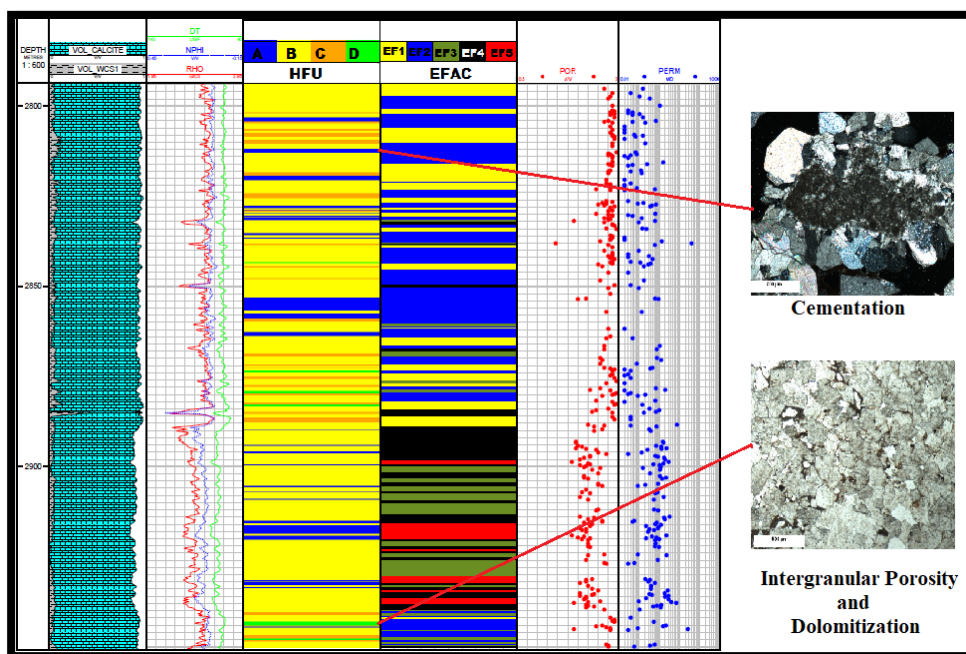 DEPTH
METRES
1 : 600
VOL_CALCITE
VOL_WCS1
DT
NPHI
RHO
A B C D
HFU
EF1 EF2 EF3 EF4 EF5
EFAC
POR
PERM
MD
2800
2850
2900
Cementation
Intergranular Porosity
and
Dolomitization